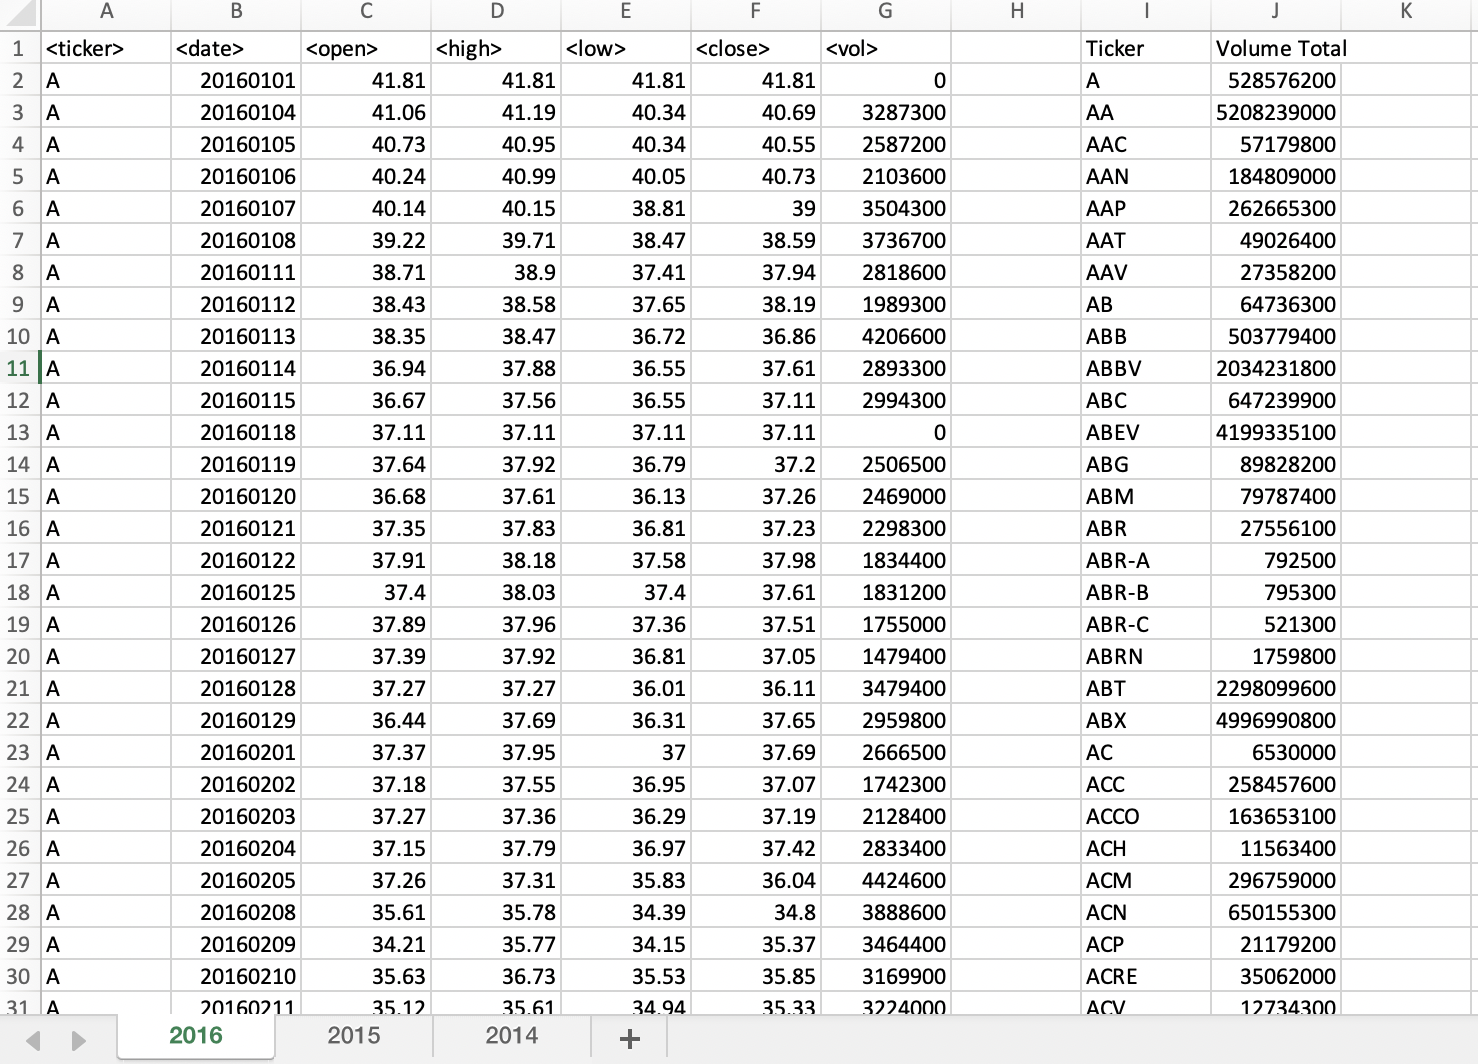 A B C D E F G H I J K
1 <ticker> <date> <open> <high> <low> <close> <vol> Ticker Volume Total
2 A 20160101 41.81 41.81 41.81 41.81 0 A 528576200
3 A 20160104 41.06 41.19 40.34 40.69 3287300 AA 5208239000
4 A 20160105 40.73 40.95 40.34 40.55 2587200 AAC 57179800
5 A 20160106 40.24 40.99 40.05 40.73 2103600 AAN 184809000
6 A 20160107 40.14 40.15 38.81 39 3504300 AAP 262665300
7 A 20160108 39.22 39.71 38.47 38.59 3736700 AAT 49026400
8 A 20160111 38.71 38.9 37.41 37.94 2818600 AAV 27358200
9 A 20160112 38.43 38.58 37.65 38.19 1989300 AB 64736300
10 A 20160113 38.35 38.47 36.72 36.86 4206600 ABB 503779400
11 A 20160114 36.94 37.88 36.55 37.61 2893300 ABBV 2034231800
12 A 20160115 36.67 37.56 36.55 37.11 2994300 ABC 647239900
13 A 20160118 37.11 37.11 37.11 37.11 0 ABEV 4199335100
14 A 20160119 37.64 37.92 36.79 37.2 2506500 ABG 89828200
15 A 20160120 36.68 37.61 36.13 37.26 2469000 ABM 79787400
16 A 20160121 37.35 37.83 36.81 37.23 2298300 ABR 27556100
17 A 20160122 37.91 38.18 37.58 37.98 1834400 ABR-A 792500
18 A 20160125 37.4 38.03 37.4 37.61 1831200 ABR-B 795300
19 A 20160126 37.89 37.96 37.36 37.51 1755000 ABR-C 521300
20 A 20160127 37.39 37.92 36.81 37.05 1479400 ABRN 1759800
21 A 20160128 37.27 37.27 36.01 36.11 3479400 ABT 2298099600
22 A 20160129 36.44 37.69 36.31 37.65 2959800 ABX 4996990800
23 A 20160201 37.37 37.95 37 37.69 2666500 AC 6530000
24 A 20160202 37.18 37.55 36.95 37.07 1742300 ACC 258457600
25 A 20160203 37.27 37.36 36.29 37.19 2128400 ACCO 163653100
26 A 20160204 37.15 37.79 36.97 37.42 2833400 ACH 11563400
27 A 20160205 37.26 37.31 35.83 36.04 4424600 ACM 296759000
28 A 20160208 35.61 35.78 34.39 34.8 3888600 ACN 650155300
29 A 20160209 34.21 35.77 34.15 35.37 3464400 ACP 21179200
30 A 20160210 35.63 36.73 35.53 35.85 3169900 ACRE 35062000
31 A 20160211 35.12 35.61 34.94 35.33 3224000 ACV 12734300
2016 2015 2014 +